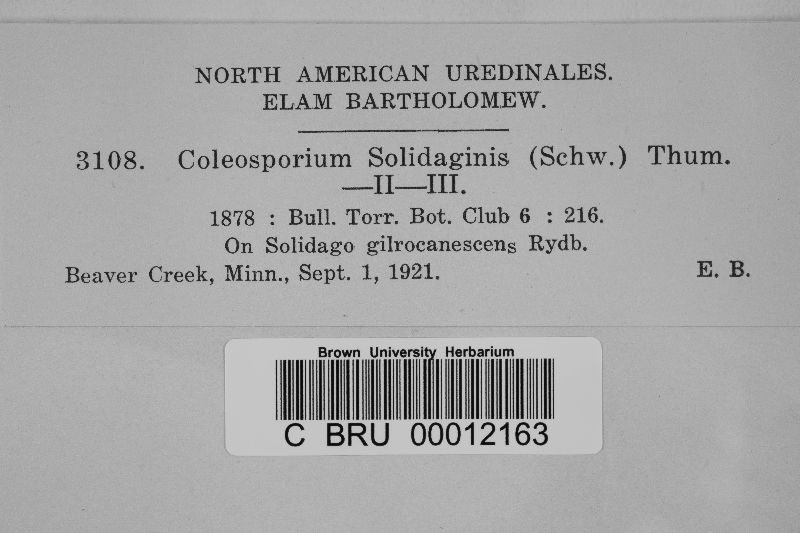 NORTH AMERICAN UREDINALES.
ELAM BARTHOLOMEW.
3108. Coleosporium Solidaginis (Schw.) Thum.
—II—III.
1878 : Bull. Torr. Bot. Club 6 : 216.
On Solidago gilrocanescens Rydb.
Beaver Creek, Minn., Sept. 1, 1921. E. B.
Brown University Herbarium
C BRU 00012163